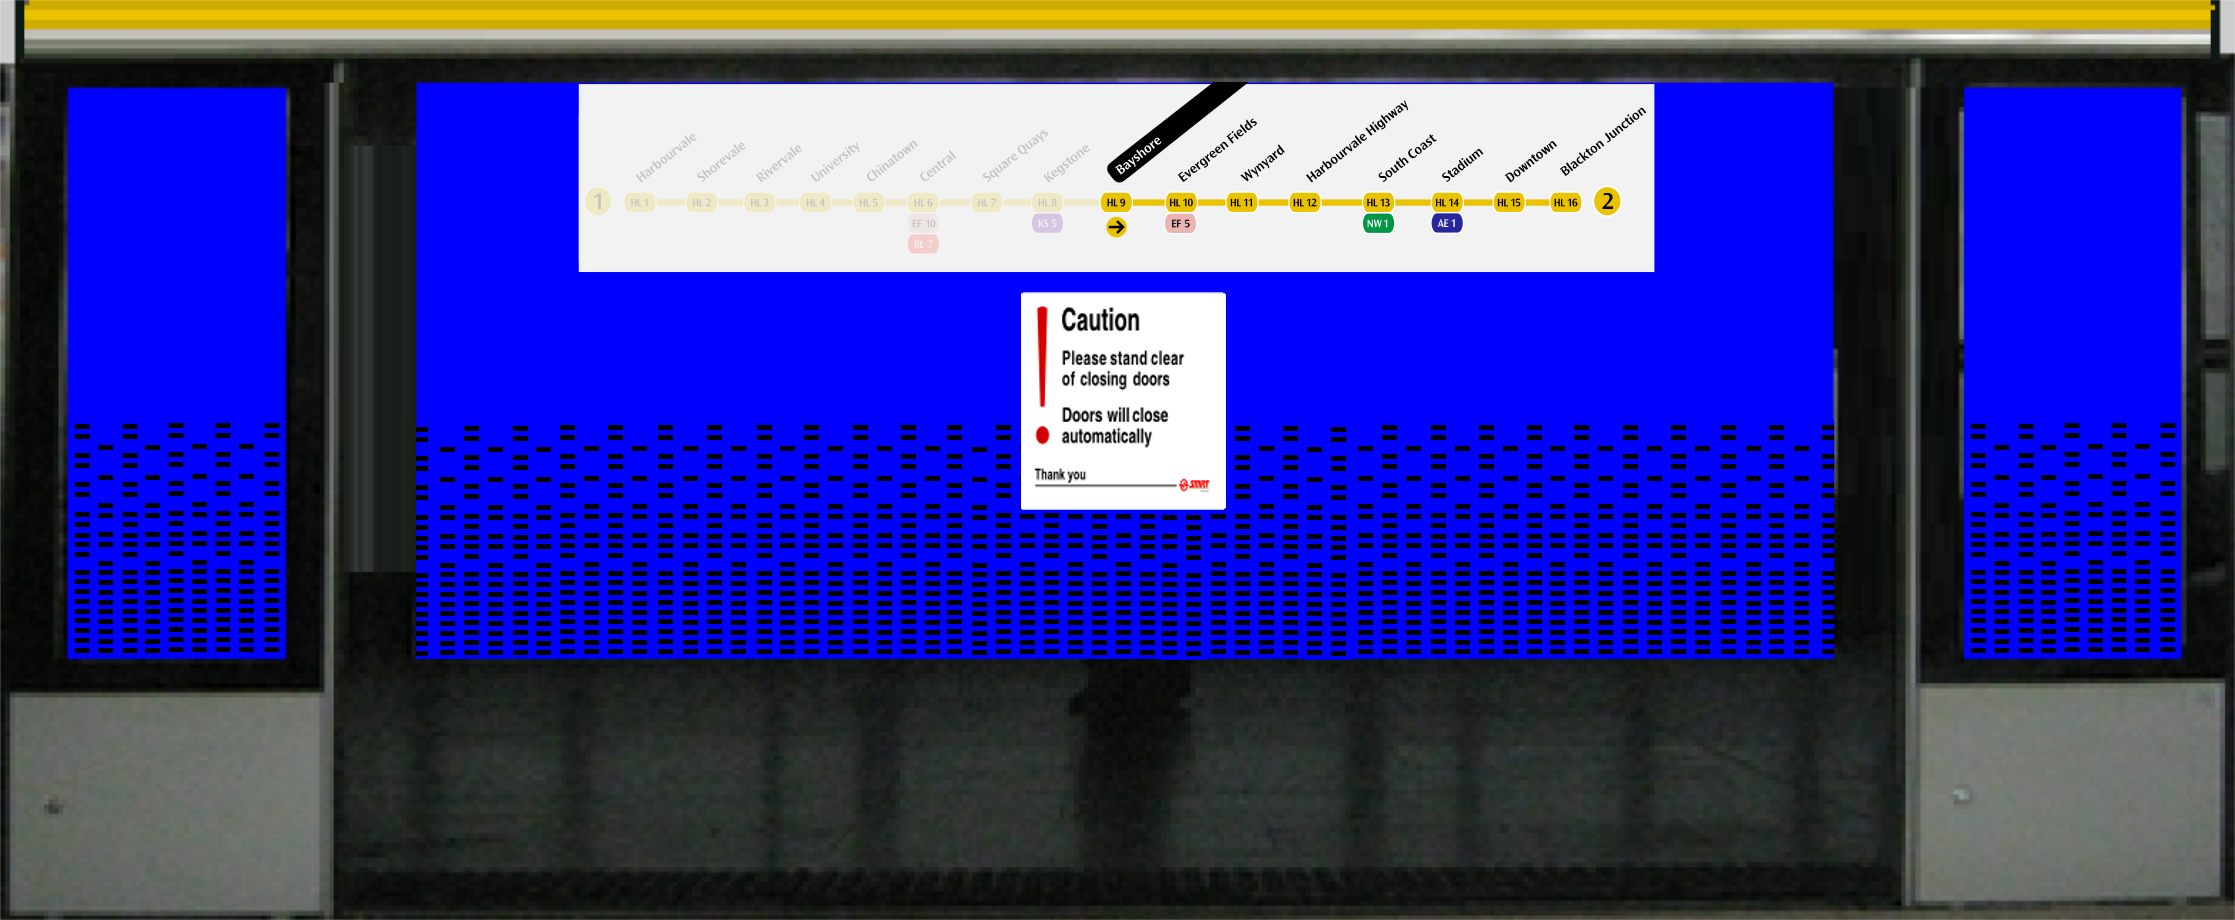 Harbourvale
Shorevale
Rivervale
University
Chinatown
Central
Square Quays
Kegstone
Bayshore
Evergreen Fields
Wynyard
Harbourvale Highway
South Coast
Stadium
Downtown
Blackton Junction
1 HL 1 HL 2 HL 3 HL 4 HL 5 HL 6 HL 7 HL 8 HL 9 HL 10 HL 11 HL 12 HL 13 HL 14 HL 15 HL 16 2
EF 10 KS 5 EF 5 NW 1 AE 1
BL 7
Caution
Please stand clear
of closing doors
Doors will close
automatically
Thank you
SMRT